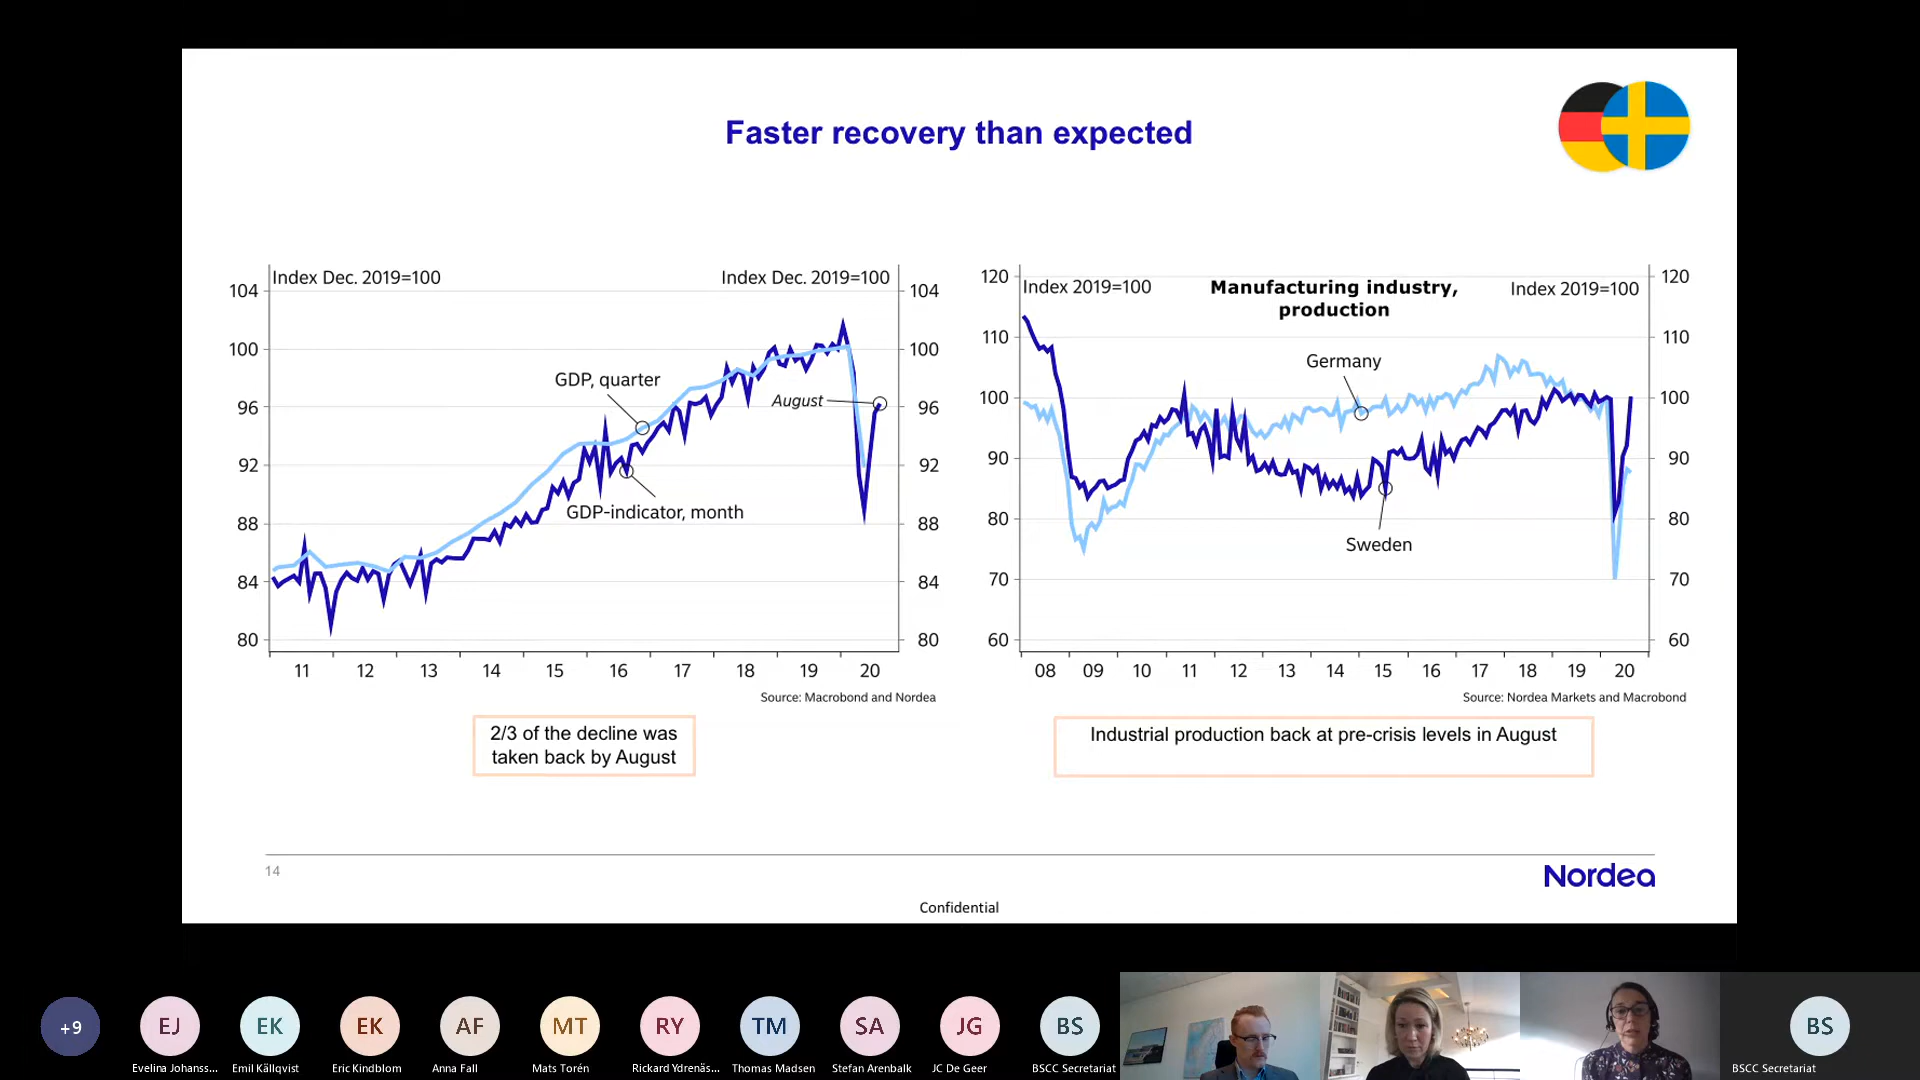 Faster recovery than expected
Index Dec. 2019=100
Index Dec. 2019=100
104
100
96
92
88
84
80
104
100
96
92
88
84
80
GDP, quarter
August
GDP-indicator, month
11 12 13 14 15 16 17 18 19 20
Source: Macrobond and Nordea
2/3 of the decline was
taken back by August
Index 2019=100
Manufacturing industry,
production
Index 2019=100
120
110
100
90
80
70
60
120
110
100
90
80
70
60
Germany
Sweden
08 09 10 11 12 13 14 15 16 17 18 19 20
Source: Nordea Markets and Macrobond
Industrial production back at pre-crisis levels in August
14
Nordea
Confidential
+9
EJ
EK
EK
AF
MT
RY
TM
SA
JG
BS
BS
Evelina Johanss...
Emil Källqvist
Eric Kindblom
Anna Fall
Mats Torén
Rickard Ydrenäs...
Thomas Madsen
Stefan Arenbalk
JC De Geer
BSCC Secretariat
BSCC Secretariat